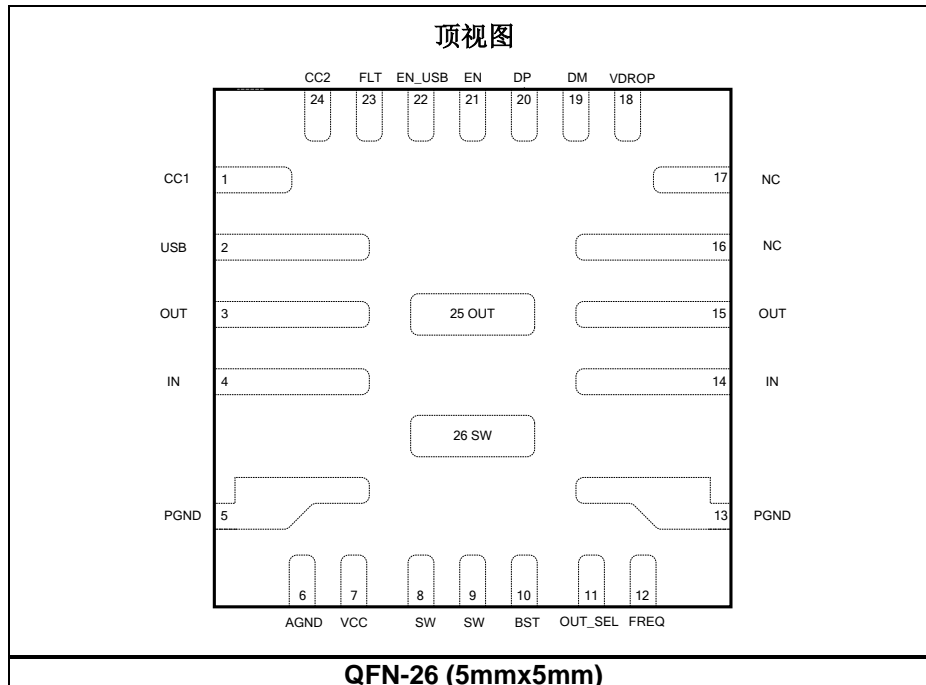 顶视图
CC2 FLT EN_USB EN DP DM VDROP
24 23 22 21 20 19 18
CC1 1 17 NC
USB 2 16 NC
OUT 3 25 OUT 15 OUT
IN 4 14 IN
26 SW
PGND 5 13 PGND
6 7 8 9 10 11 12
AGND VCC SW SW BST OUT_SEL FREQ
QFN-26 (5mmx5mm)